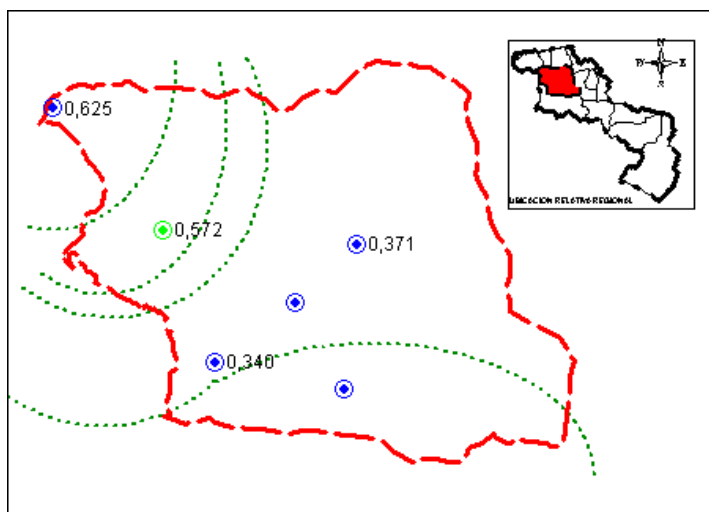 N
W E
S
0,625
0,572
0,371
0,340
UBICACION RELATIVA REGIONAL